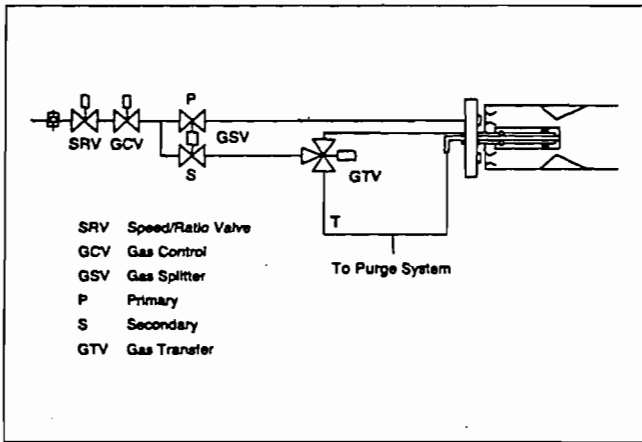 P
SRV GCV GSV
S GTV
T
To Purge System
SRV Speed/Ratio Valve
GCV Gas Control
GSV Gas Splitter
P Primary
S Secondary
GTV Gas Transfer